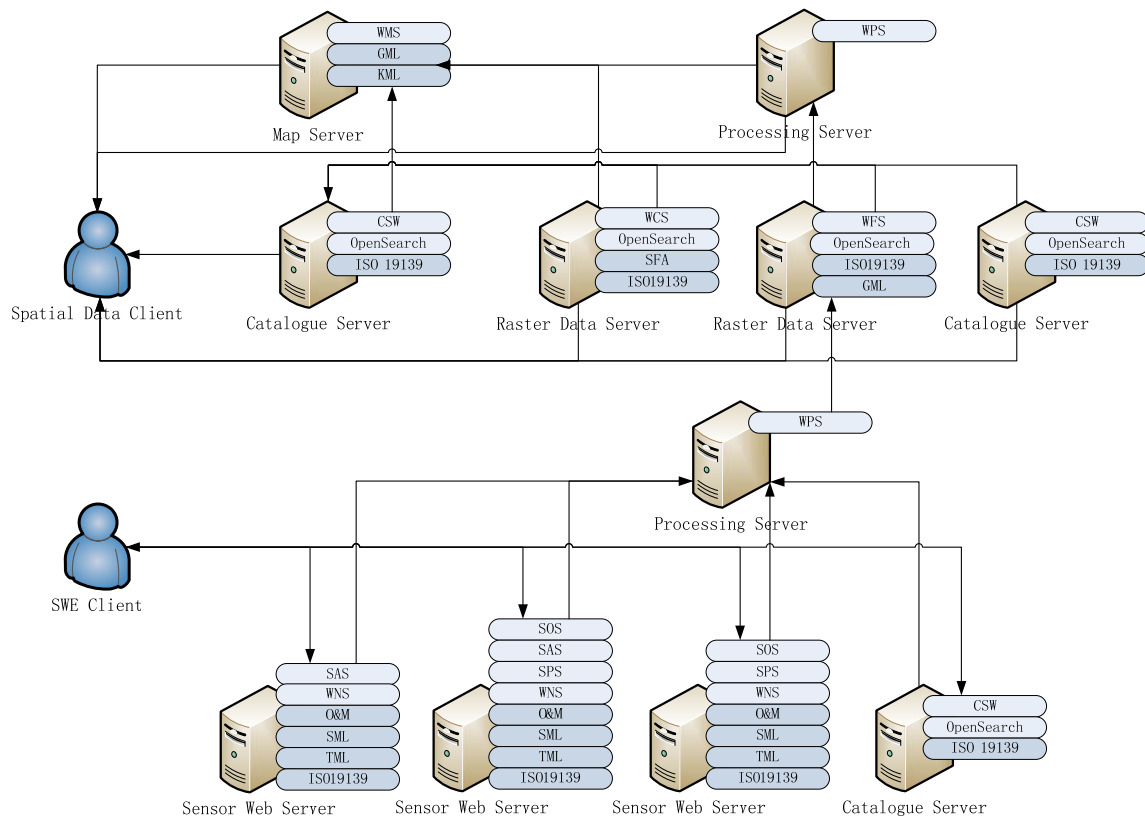 WMS
GML
KML
Map Server
WPS
Processing Server
Spatial Data Client
CSW
OpenSearch
ISO 19139
Catalogue Server
WCS
OpenSearch
SFA
ISO19139
Raster Data Server
WFS
OpenSearch
ISO19139
GML
Raster Data Server
CSW
OpenSearch
ISO 19139
Catalogue Server
WPS
Processing Server
SWE Client
SAS
WNS
O&M
SML
TML
ISO19139
Sensor Web Server
SOS
SAS
SPS
WNS
O&M
SML
TML
ISO19139
Sensor Web Server
SOS
SPS
WNS
O&M
SML
TML
ISO19139
Sensor Web Server
CSW
OpenSearch
ISO 19139
Catalogue Server